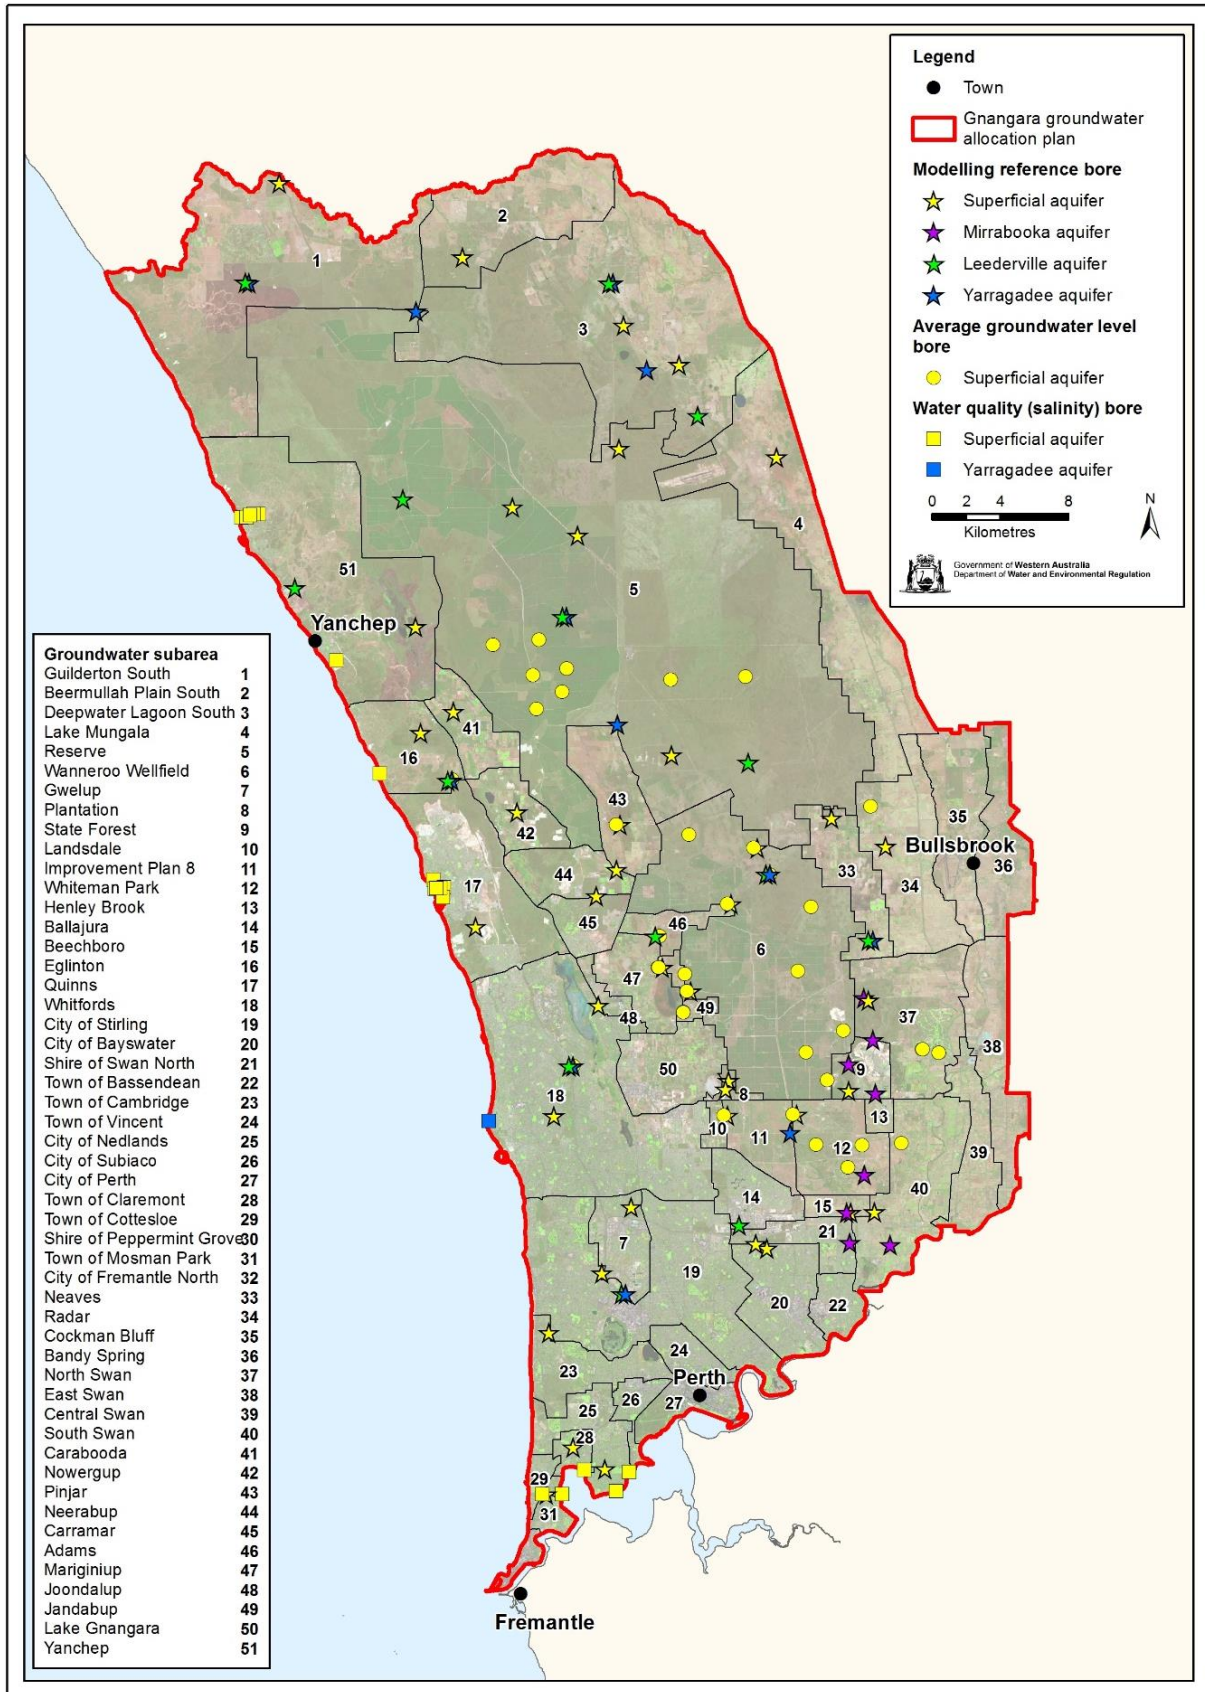 Legend
Town
Gnangara groundwater
allocation plan
Modelling reference bore
Superficial aquifer
Mirrabooka aquifer
Leederville aquifer
Yarragadee aquifer
Average groundwater level
bore
Superficial aquifer
Water quality (salinity) bore
Superficial aquifer
Yarragadee aquifer
0 2 4 8
Kilometres
N
Government of Western Australia
Department of Water and Environmental Regulation
Groundwater subarea
Guilderton South 1
Beermullah Plain South 2
Deepwater Lagoon South 3
Lake Mungala 4
Reserve 5
Wanneroo Wellfield 6
Gwelup 7
Plantation 8
State Forest 9
Landsdale 10
Improvement Plan 8 11
Whiteman Park 12
Henley Brook 13
Ballajura 14
Beechboro 15
Eglinton 16
Quinns 17
Whitfords 18
City of Stirling 19
City of Bayswater 20
Shire of Swan North 21
Town of Bassendean 22
Town of Cambridge 23
Town of Vincent 24
City of Nedlands 25
City of Subiaco 26
City of Perth 27
Town of Claremont 28
Town of Cottesloe 29
Shire of Peppermint Grove 30
Town of Mosman Park 31
City of Fremantle North 32
Neaves 33
Radar 34
Cockman Bluff 35
Bandy Spring 36
North Swan 37
East Swan 38
Central Swan 39
South Swan 40
Carabooda 41
Nowergup 42
Pinjar 43
Neerabup 44
Carramar 45
Adams 46
Mariginiup 47
Joondalup 48
Jandabup 49
Lake Gnangara 50
Yanchep 51
2
1
3
4
51
5
Yanchep
41
16
43
42
35
Bullsbrook
36
33
34
44
17
45
46
6
47
49
48
37
38
50
9
8
18
13
10
11
12
39
40
14
15
21
7
19
20
22
24
23
Perth
26
27
25
28
29
31
Fremantle